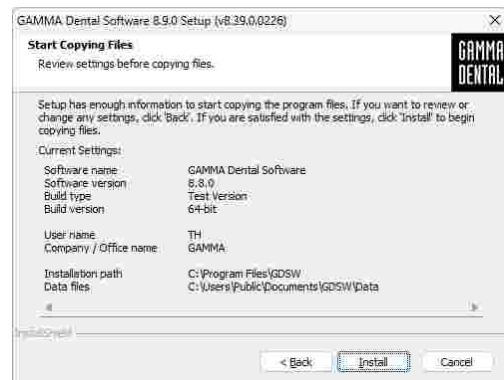 GAMMA Dental Software 8.9.0 Setup (v8.39.0.0226)
Start Copying Files
Review settings before copying files.
GAMMA
DENTAL
Setup has enough information to start copying the program files. If you want to review or
change any settings, click 'Back'. If you are satisfied with the settings, click 'Install' to begin
copying files.
Current Settings:
Software name GAMMA Dental Software
Software version 8.8.0
Build type Test Version
Build version 64-bit
User name TH
Company / Office name GAMMA
Installation path C:\Program Files\GDSW
Data files C:\Users\Public\Documents\GDSW\Data
InstallShield
< Back Install Cancel